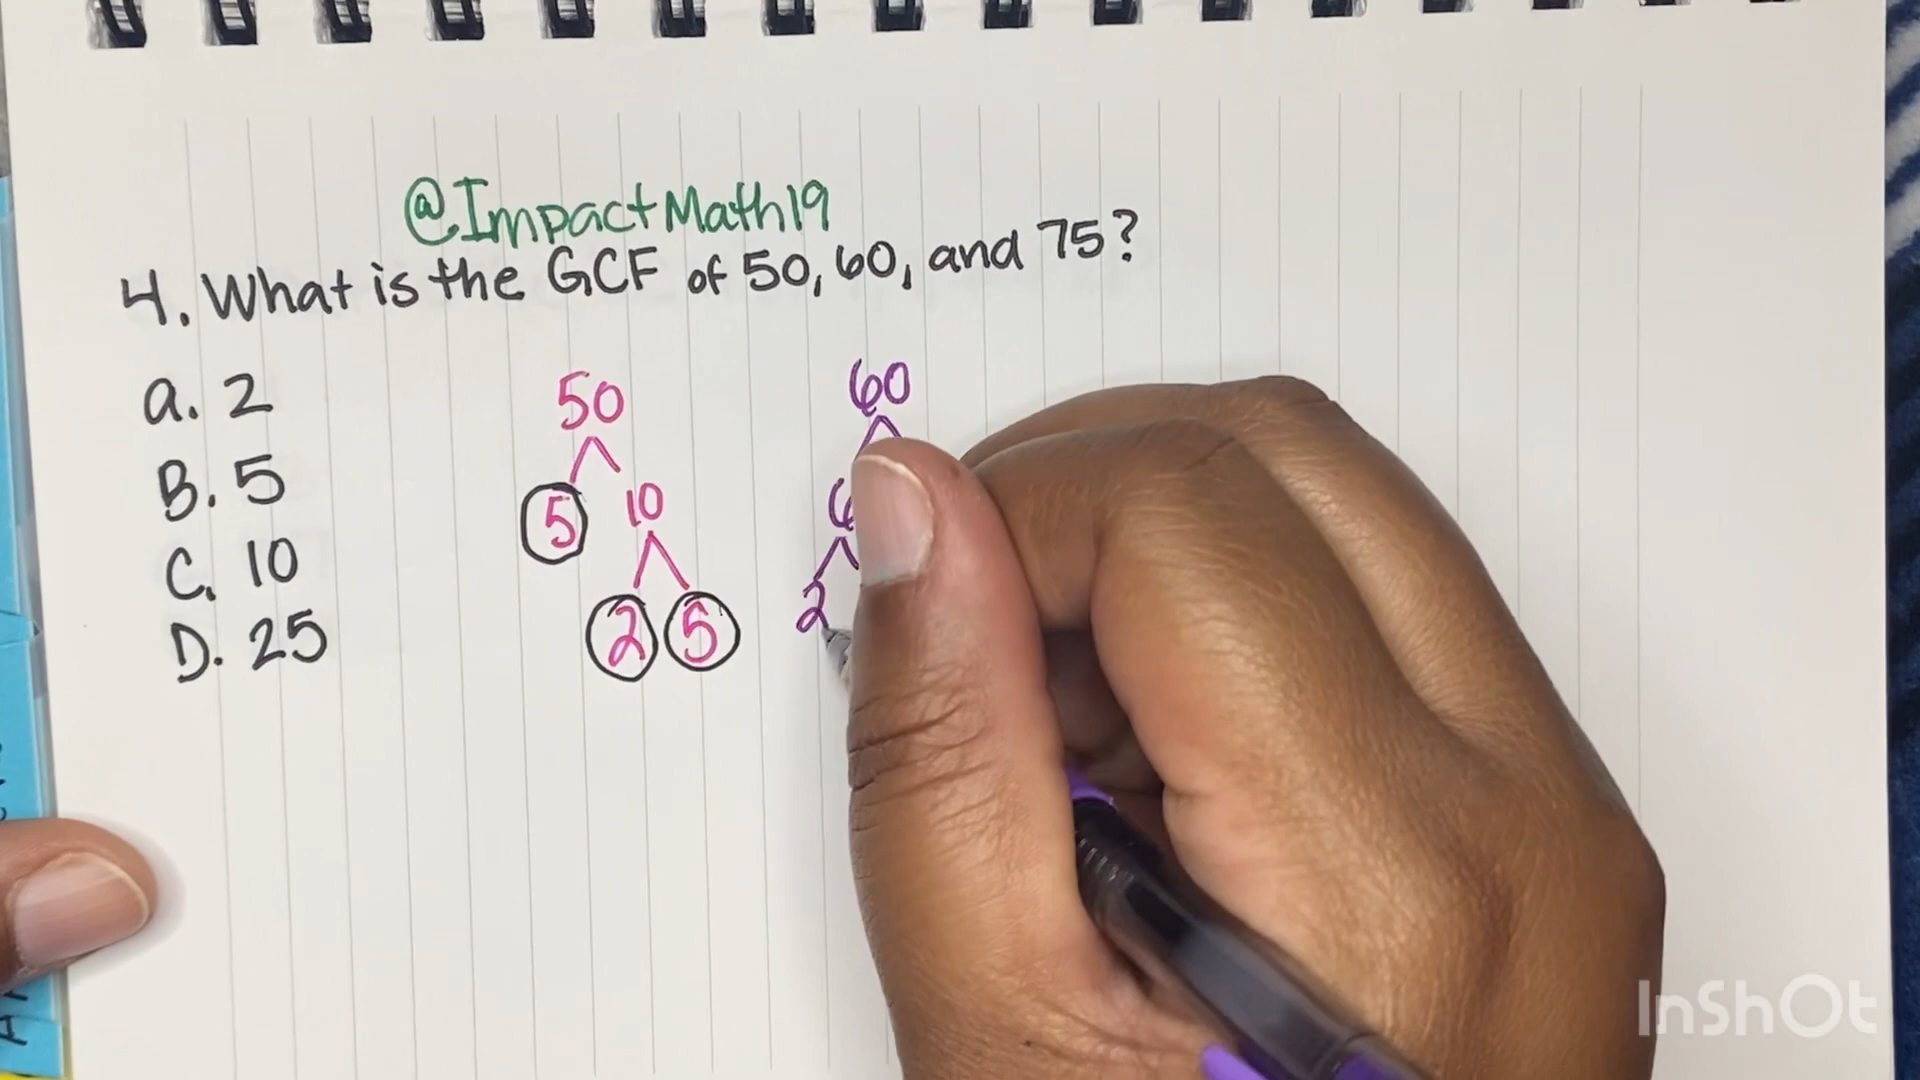 @ImpactMath19
4. What is the GCF of 50, 60, and 75?
a. 2
B. 5
C. 10
D. 25
50
5 10
2 5
60
6
2
InShOt